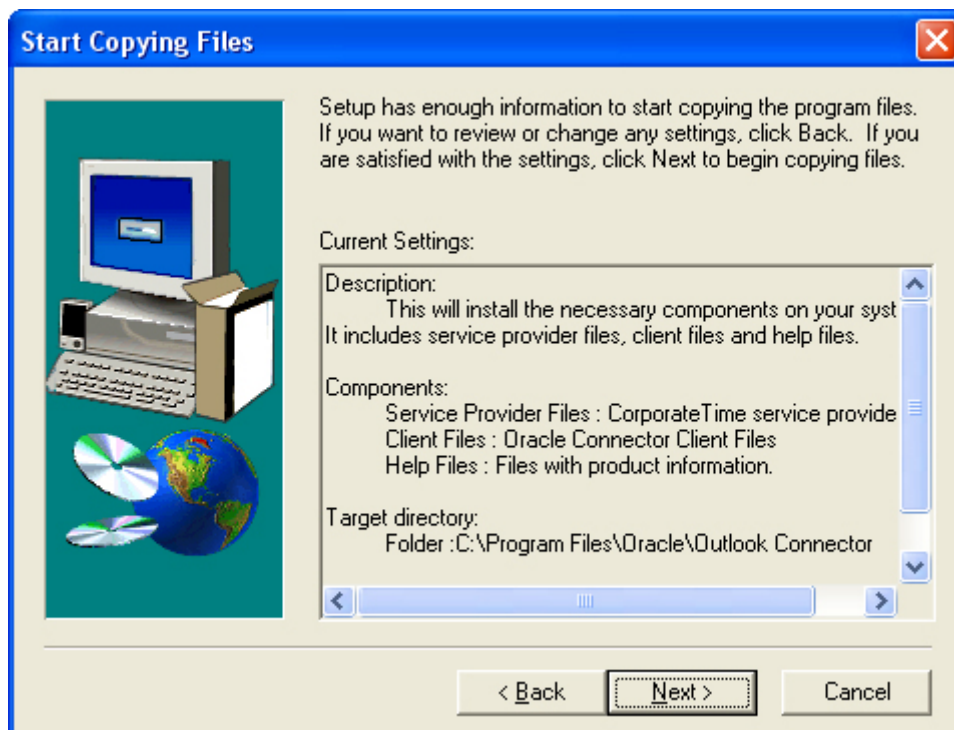 Start Copying Files
Setup has enough information to start copying the program files.
If you want to review or change any settings, click Back.  If you
are satisfied with the settings, click Next to begin copying files.
Current Settings:
Description:
This will install the necessary components on your syst
It includes service provider files, client files and help files.
Components:
Service Provider Files : CorporateTime service provide
Client Files : Oracle Connector Client Files
Help Files : Files with product information.
Target directory:
Folder :C:\Program Files\Oracle\Outlook Connector
< Back
Next >
Cancel